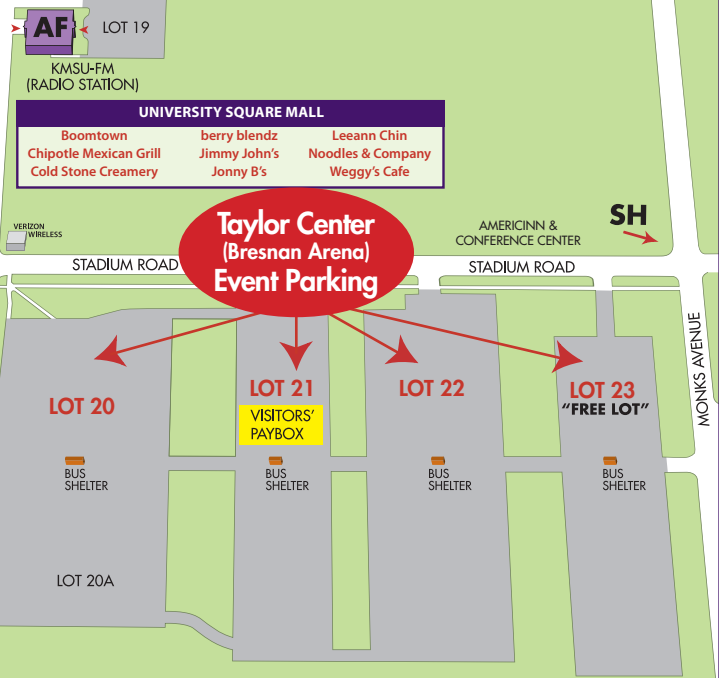 AF
LOT 19
KMSU-FM
(RADIO STATION)
UNIVERSITY SQUARE MALL
Boomtown
berry blendz
Leeann Chin
Chipotle Mexican Grill
Jimmy John's
Noodles & Company
Cold Stone Creamery
Jonny B's
Weggy's Cafe
VERIZON
WIRELESS
Taylor Center
(Bresnan Arena)
Event Parking
AMERICINN &
CONFERENCE CENTER
SH
STADIUM ROAD
STADIUM ROAD
MONKS AVENUE
LOT 20
LOT 21
VISITORS'
PAYBOX
LOT 22
LOT 23
"FREE LOT"
BUS
SHELTER
BUS
SHELTER
BUS
SHELTER
BUS
SHELTER
LOT 20A